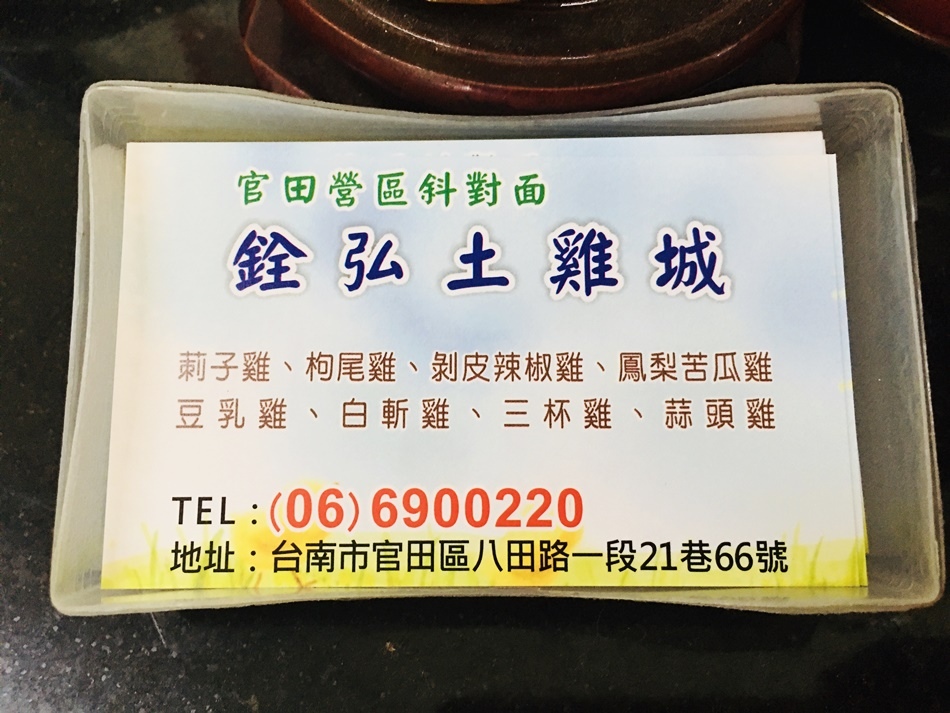 官田營區斜對面
銓弘土雞城
莿子雞、枸尾雞、剝皮辣椒雞、鳳梨苦瓜雞
豆乳雞、白斬雞、三杯雞、蒜頭雞
TEL:(06)6900220
地址:台南市官田區八田路一段21巷66號